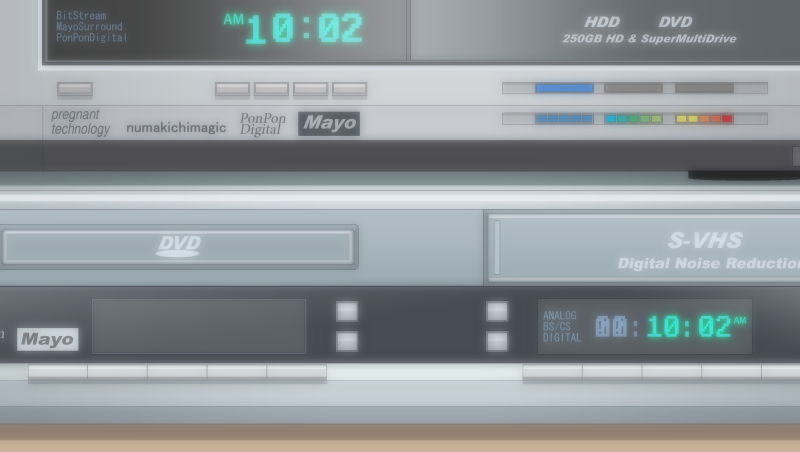 BitStream
MayoSurround
PonPonDigital
AM 10:02
HDD DVD
250GB HD & SuperMultiDrive
pregnant
technology
numakichimagic
PonPon
Digital
Mayo
DVD
S-VHS
Digital Noise Reduction
Mayo
ANALOG
BS/CS
DIGITAL
10:02 AM